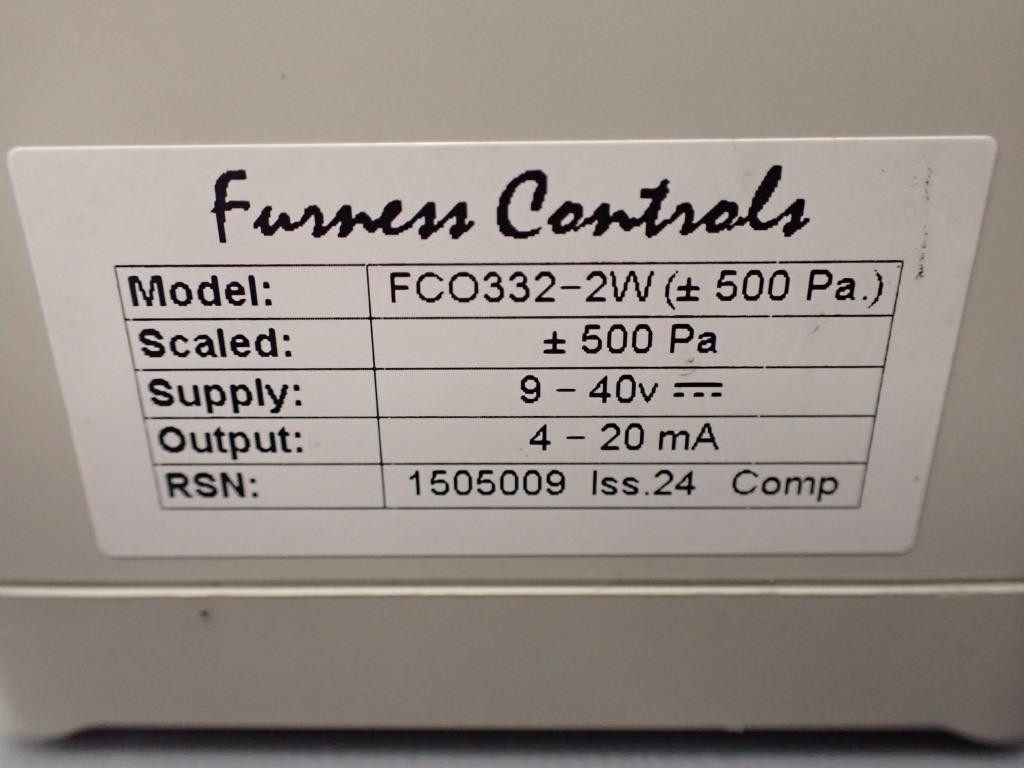 Furness Controls
Model: FCO332-2W (± 500 Pa.)
Scaled: ± 500 Pa
Supply: 9 - 40v ⎓
Output: 4 - 20 mA
RSN: 1505009 Iss.24 Comp